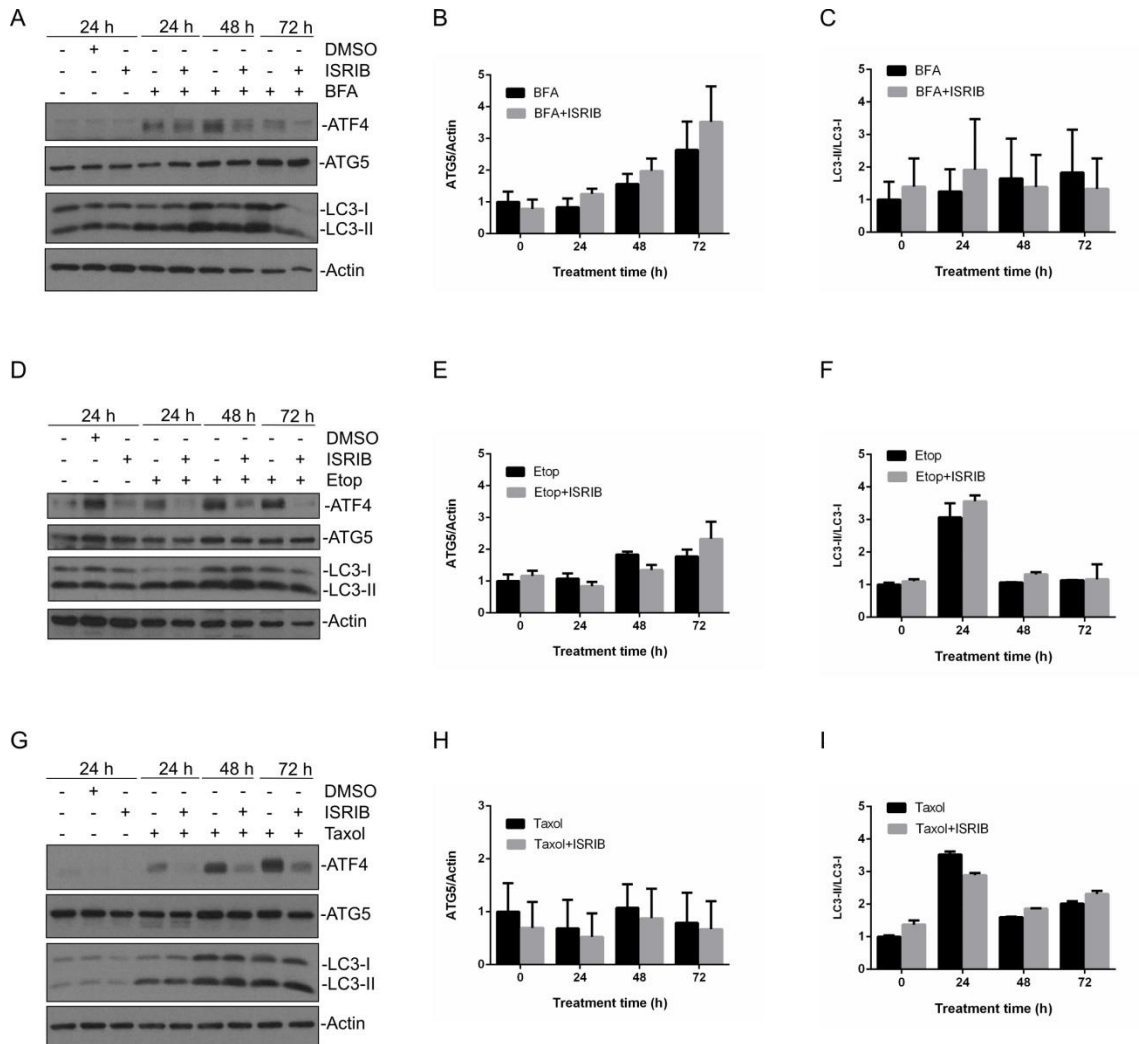 A
24 h 24 h 48 h 72 h
- + - - - - - - - DMSO
- - + - + - + - + ISRIB
- - - + + + + + + BFA
-ATF4
-ATG5
-LC3-I
-LC3-II
-Actin
B
BFA
BFA+ISRIB
ATG5/Actin
5
4
3
2
1
0
0 24 48 72
Treatment time (h)
C
BFA
BFA+ISRIB
LC3-II/LC3-I
5
4
3
2
1
0
0 24 48 72
Treatment time (h)
D
24 h 24 h 48 h 72 h
- + - - - - - - - DMSO
- - + - + - + - + ISRIB
- - - + + + + + + Etop
-ATF4
-ATG5
-LC3-I
-LC3-II
-Actin
E
Etop
Etop+ISRIB
ATG5/Actin
5
4
3
2
1
0
0 24 48 72
Treatment time (h)
F
Etop
Etop+ISRIB
LC3-II/LC3-I
5
4
3
2
1
0
0 24 48 72
Treatment time (h)
G
24 h 24 h 48 h 72 h
- + - - - - - - - DMSO
- - + - + - + - + ISRIB
- - - + + + + + + Taxol
-ATF4
-ATG5
-LC3-I
-LC3-II
-Actin
H
Taxol
Taxol+ISRIB
ATG5/Actin
3
2
1
0
0 24 48 72
Treatment time (h)
I
Taxol
Taxol+ISRIB
LC3-II/LC3-I
5
4
3
2
1
0
0 24 48 72
Treatment time (h)